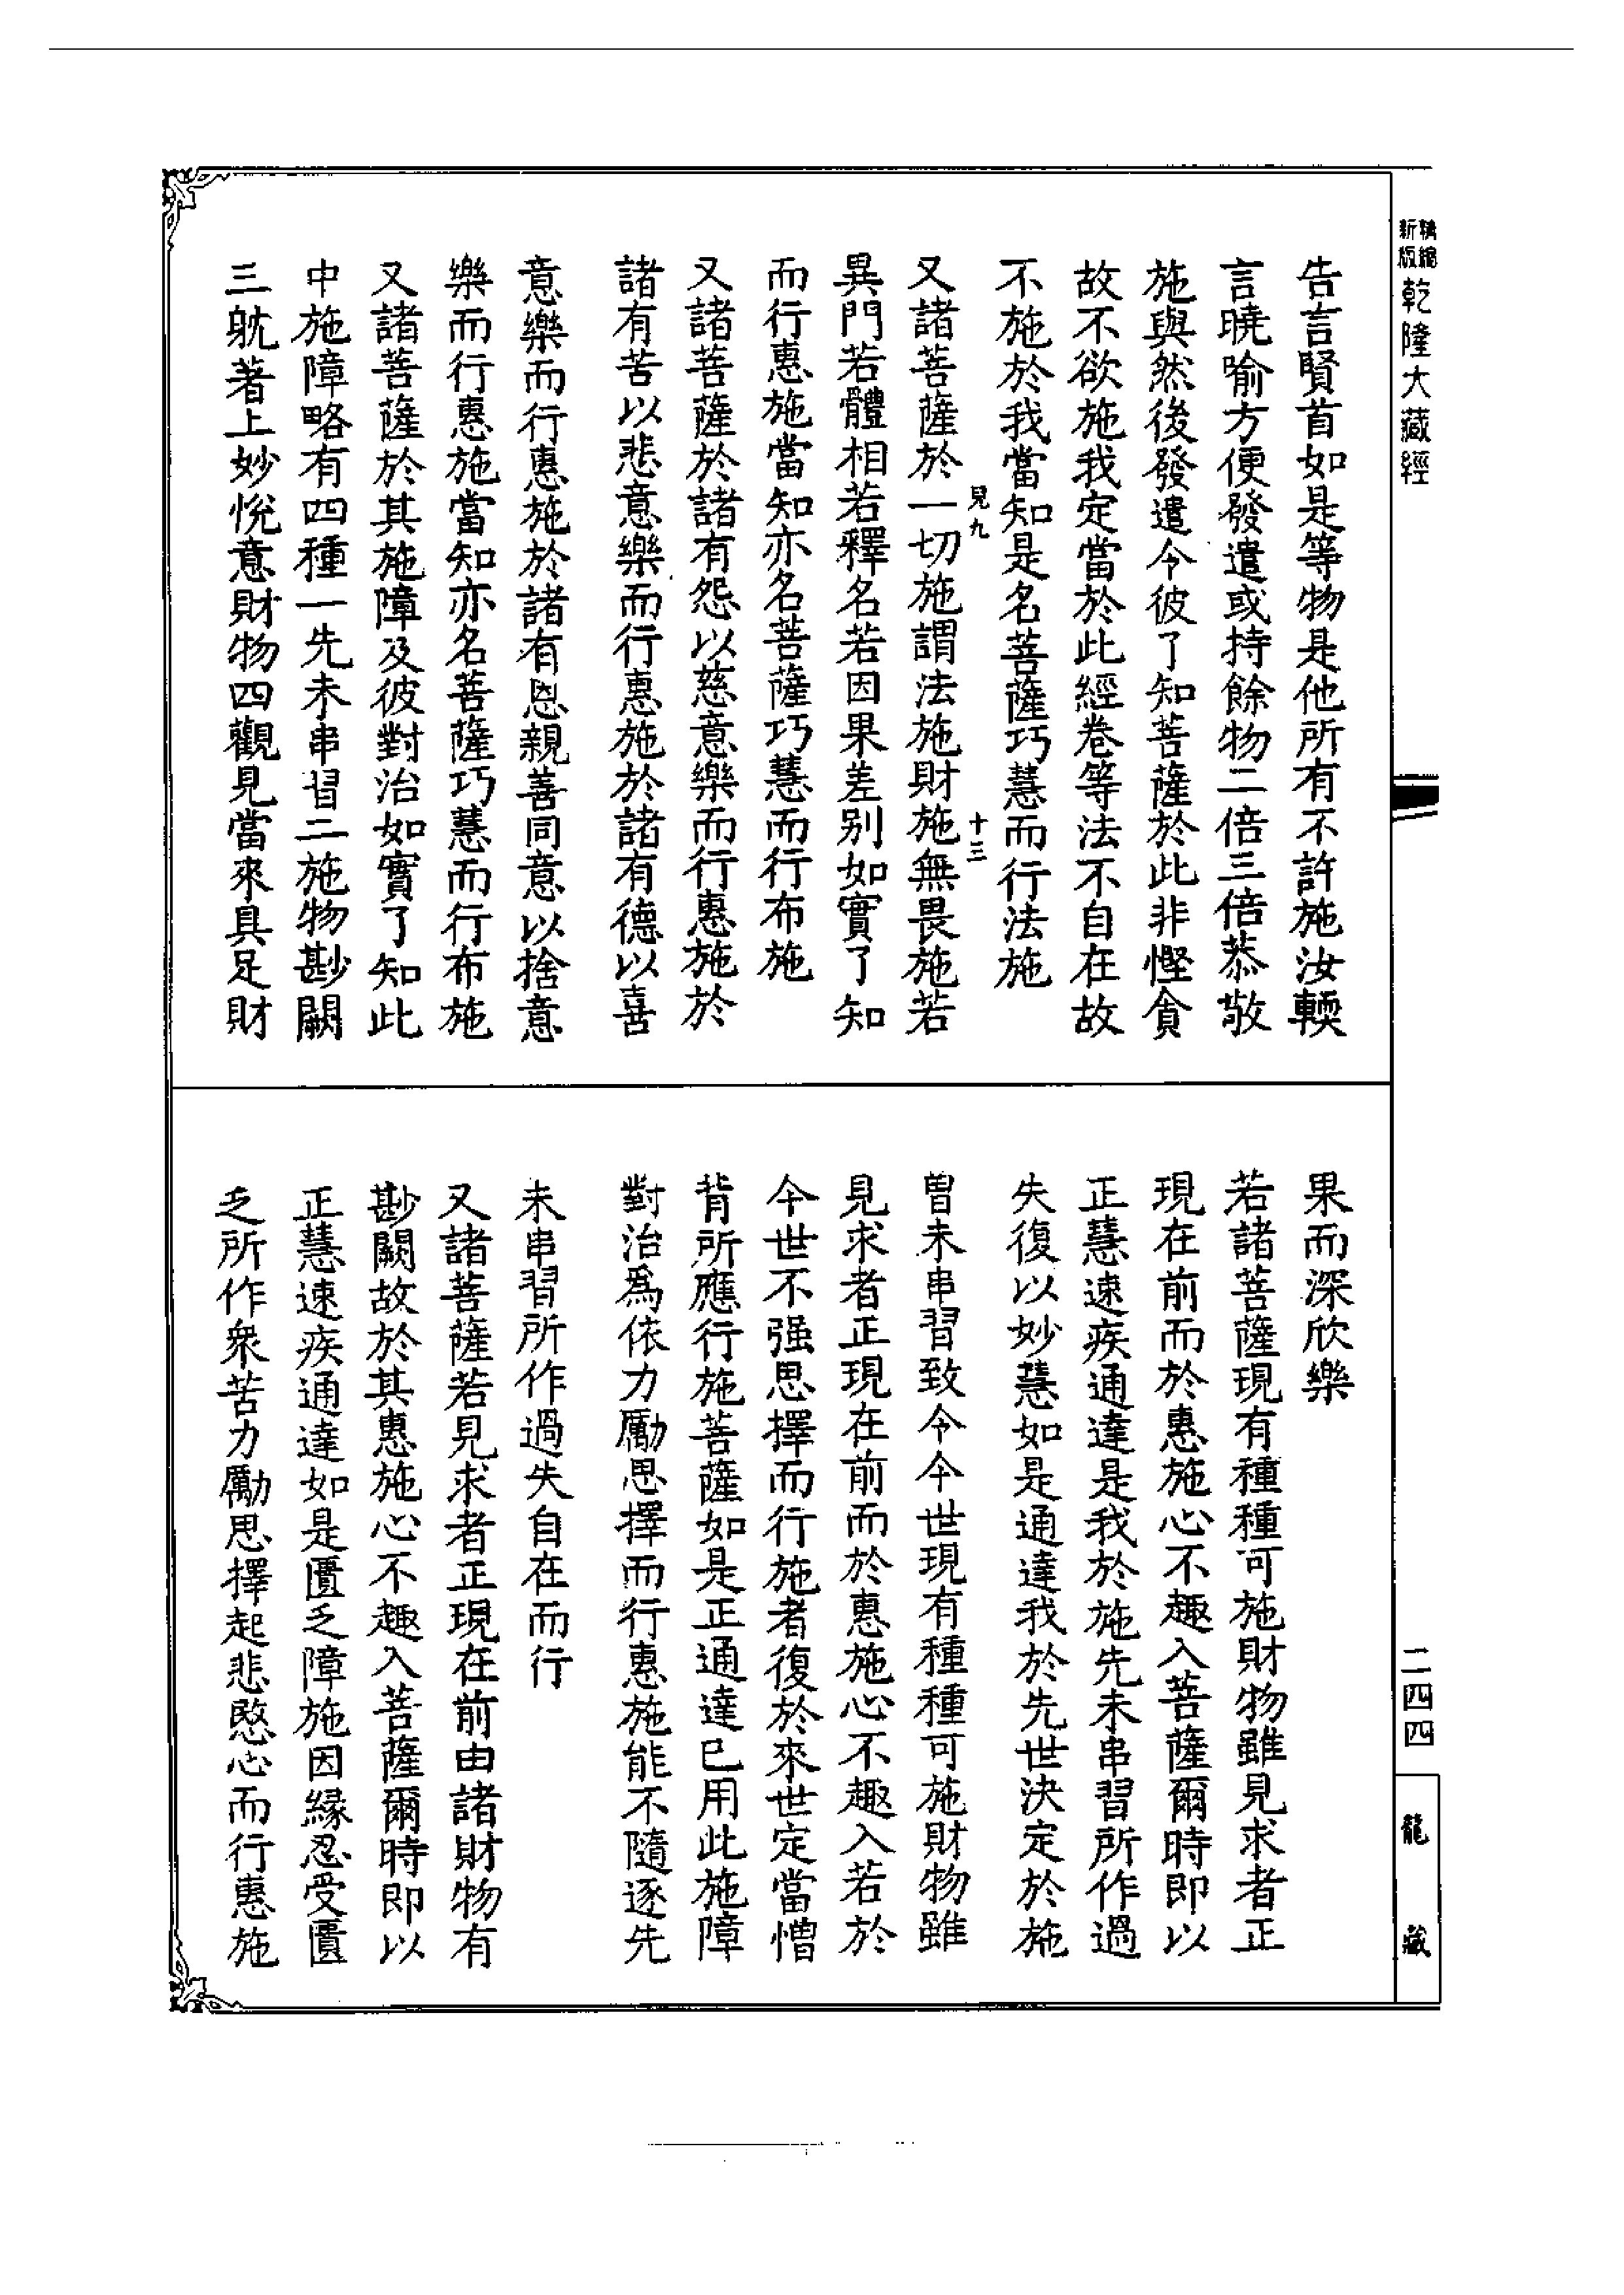 精縮新版乾隆大藏經
告言賢首如是等物是他所有不許施汝輭
言曉喻方便發遣或持餘物二倍三倍恭敬
施與然後發遣令彼了知菩薩於此非慳貪
故不欲施我定當於此經卷等法不自在故
不施於我當知是名菩薩巧慧而行法施
兒九
十三
又諸菩薩於一切施謂法施財施無畏施若
異門若體相若釋名若因果差別如實了知
而行惠施當知亦名菩薩巧慧而行布施
又諸菩薩於諸有怨以慈意樂而行惠施於
諸有苦以悲意樂而行惠施於諸有德以喜
意樂而行惠施於諸有恩親善同意以捨意
樂而行惠施當知亦名菩薩巧慧而行布施
又諸菩薩於其施障及彼對治如實了知此
中施障略有四種一先未串習二施物尠闕
三躭著上妙悅意財物四觀見當來具足財
果而深欣樂
若諸菩薩現有種種可施財物雖見求者正
現在前而於惠施心不趣入菩薩爾時即以
正慧速疾通達是我於施先未串習所作過
失復以妙慧如是通達我於先世決定於施
曾未串習致令今世現有種種可施財物雖
見求者正現在前而於惠施心不趣入若於
今世不强思擇而行施者復於來世定當憎
背所應行施菩薩如是正通達已用此施障
對治爲依力勵思擇而行惠施能不隨逐先
未串習所作過失自在而行
又諸菩薩若見求者正現在前由諸財物有
尠闕故於其惠施心不趣入菩薩爾時即以
正慧速疾通達如是匱乏障施因緣忍受匱
乏所作衆苦力勵思擇起悲愍心而行惠施
二四四
龍藏